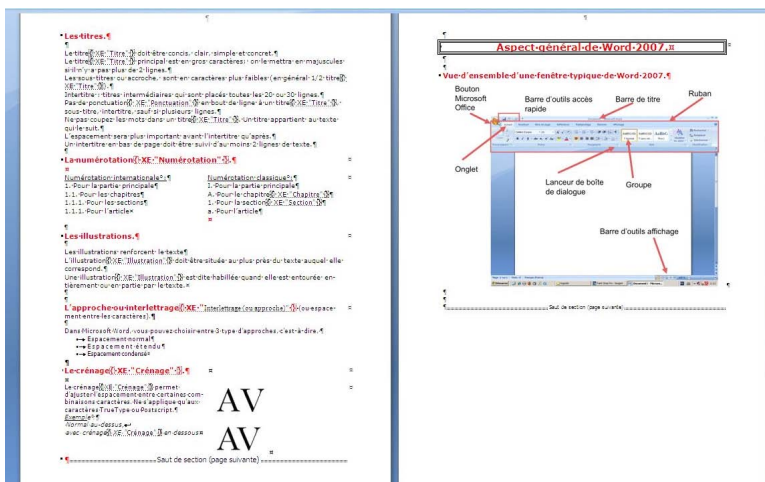 Les·titres.¶
Le·titre{·XE·"Titre"·}·doit·être·concis,·clair,·simple·et·concret.¶
Le·titre{·XE·"Titre"·}·principal·est·en·gros·caractères;·on·le·mettra·en·majuscules·
s'il·n'y·a·pas·plus·de·2·lignes.¶
Les·sous-titres·ou·accroche,·sont·en·caractères·plus·faibles·(en·général·1/2·titre{·
XE·"Titre"·}).¶
Intertitre·:·titres·intermédiaires·qui·sont·placés·toutes·les·20·ou·30·lignes.¶
Pas·de·ponctuation{·XE·"Ponctuation"·}·en·bout·de·ligne·à·un·titre{·XE·"Titre"·},·
sous-titre,·intertitre,·sauf·si·plusieurs·lignes.¶
Ne·pas·coupez·les·mots·dans·un·titre{·XE·"Titre"·}.·Un·titre·appartient·au·texte·
qui·le·suit.¶
L'espacement·sera·plus·important·avant·l'intertitre·qu'après.¶
Un·intertitre·en·bas·de·page·doit·être·suivi·d'au·moins·2·lignes·de·texte.¶
La·numérotation{·XE·"Numérotation"·}.¶
Numérotation·internationale°:¶
1.·Pour·la·partie·principale¶
1.1.·Pour·les·chapitres¶
1.1.1.·Pour·les·sections¶
1.1.1.·Pour·l'article¤
Numérotation·classique°:¶
I.·Pour·la·partie·principale¶
A.·Pour·le·chapitre{·XE·"Chapitre"·}¶
1.·Pour·la·section{·XE·"Section"·}¶
a.·Pour·l'article¶
Les·illustrations.¶
Les·illustrations·renforcent·le·texte¶
L'illustration{·XE·"Illustration"·}·doit·être·située·au·plus·près·du·texte·auquel·elle·
correspond.¶
Une·illustration{·XE·"Illustration"·}·est·dite·habillée·quand·elle·est·entourée·en-
tièrement·ou·en·partie·par·le·texte.¤
L'approche·ou·interlettrage{·XE·"Interlettrage·(ou·approche)"·}·(ou·espace-
ment·entre·les·caractères).¶
Dans·Microsoft·Word,·vous·pouvez·choisir·entre·3·type·d'approches,·c'est-à-dire.¶
•→Espacement·normal¶
•→Espacement·étendu¶
•→Espacement·condensé¤
Le·crénage{·XE·"Crénage"·}.¶
Le·crénage{·XE·"Crénage"·}·permet·
d'ajuster·l'espacement·entre·certaines·com-
binaisons·caractères.·Ne·s'applique·qu'aux·
caractères·TrueType·ou·Postscript.¶
Exemple°¶
Normal·au-dessus,↵
avec·crénage{·XE·"Crénage"·}·en·dessous¤
AV
AV
Saut de section (page suivante)
Aspect·général·de·Word·2007.¤
Vue·d'ensemble·d'une·fenêtre·typique·de·Word·2007.¶
Bouton
Microsoft
Office
Barre d'outils accès
rapide
Barre de titre
Ruban
Onglet
Lanceur de boîte
de dialogue
Groupe
Barre d'outils affichage
Saut de section (page suivante)